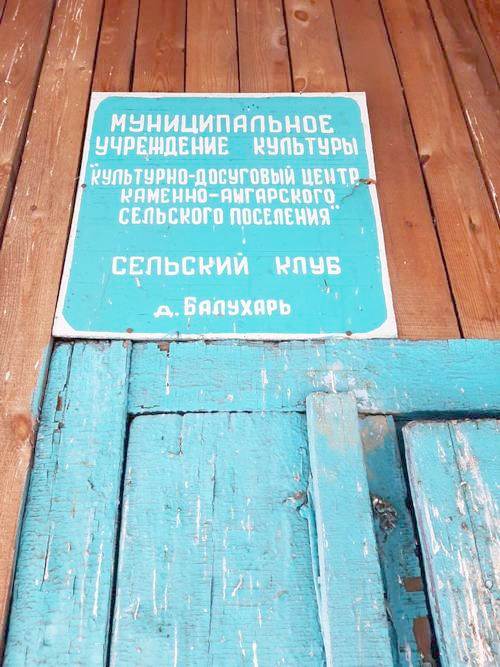 МУНИЦИПАЛЬНОЕ
УЧРЕЖДЕНИЕ КУЛЬТУРЫ
"КУЛЬТУРНО-ДОСУГОВЫЙ ЦЕНТР
КАМЕННО-АНГАРСКОГО
СЕЛЬСКОГО ПОСЕЛЕНИЯ"
СЕЛЬСКИЙ КЛУБ
д. БАЛУХАРЬ